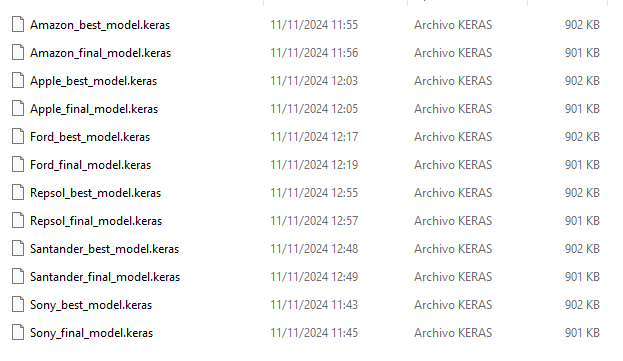 Amazon_best_model.keras 11/11/2024 11:55 Archivo KERAS 902 KB
Amazon_final_model.keras 11/11/2024 11:56 Archivo KERAS 901 KB
Apple_best_model.keras 11/11/2024 12:03 Archivo KERAS 902 KB
Apple_final_model.keras 11/11/2024 12:05 Archivo KERAS 901 KB
Ford_best_model.keras 11/11/2024 12:17 Archivo KERAS 902 KB
Ford_final_model.keras 11/11/2024 12:19 Archivo KERAS 901 KB
Repsol_best_model.keras 11/11/2024 12:55 Archivo KERAS 902 KB
Repsol_final_model.keras 11/11/2024 12:57 Archivo KERAS 901 KB
Santander_best_model.keras 11/11/2024 12:48 Archivo KERAS 902 KB
Santander_final_model.keras 11/11/2024 12:49 Archivo KERAS 901 KB
Sony_best_model.keras 11/11/2024 11:43 Archivo KERAS 902 KB
Sony_final_model.keras 11/11/2024 11:45 Archivo KERAS 901 KB